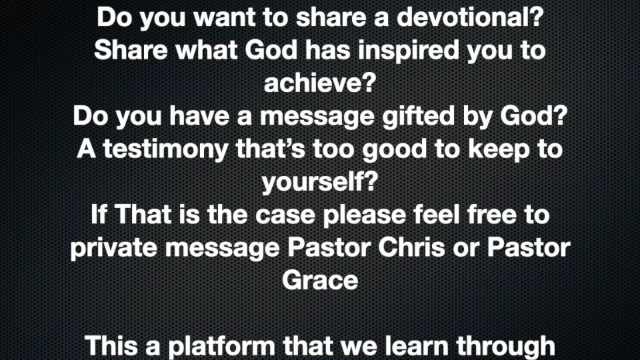 Do you want to share a devotional?
Share what God has inspired you to
achieve?
Do you have a message gifted by God?
A testimony that’s too good to keep to
yourself?
If That is the case please feel free to
private message Pastor Chris or Pastor
Grace
This a platform that we learn through